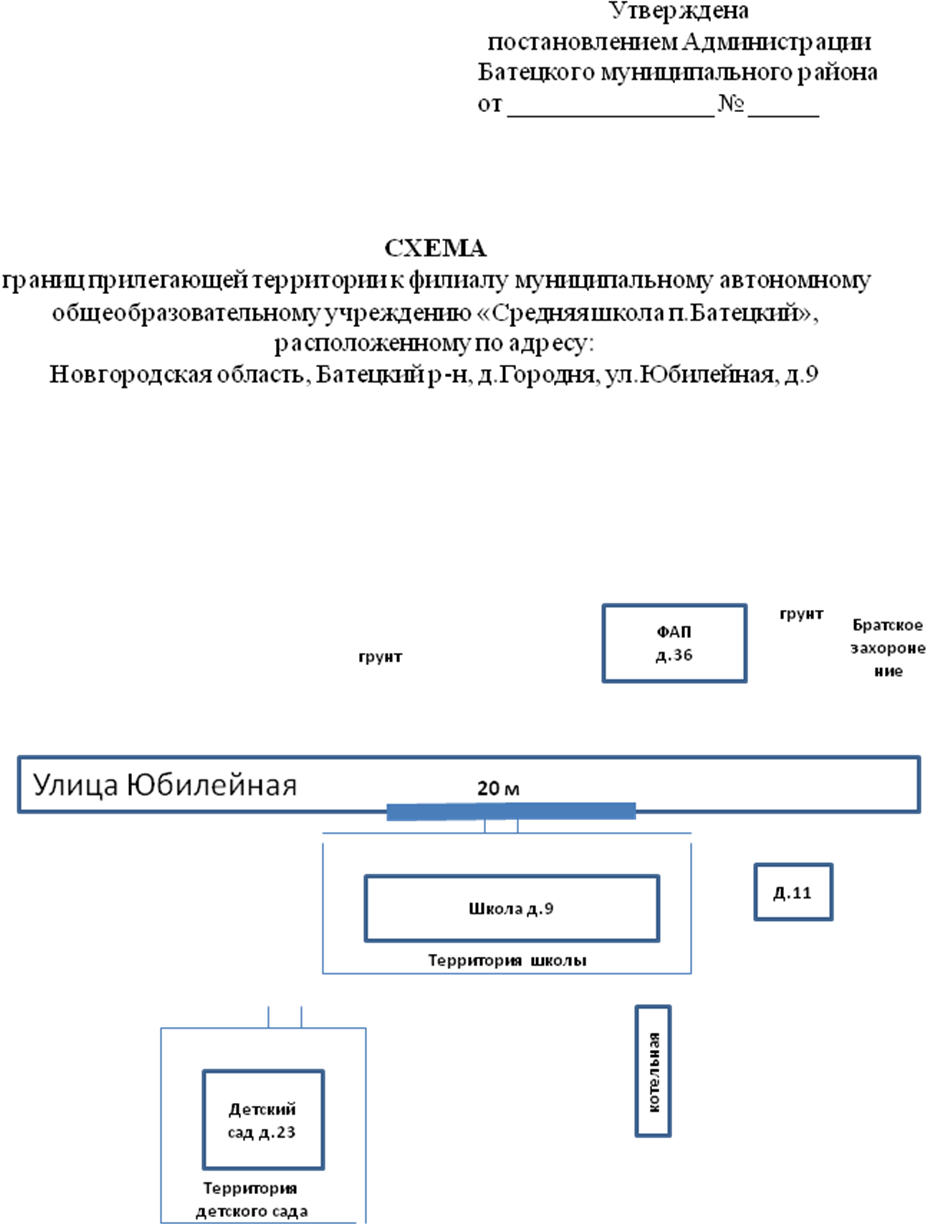 Утверждена
постановлением Администрации
Батецкого муниципального района
от _________________ № ______
СХЕМА
границ прилегающей территории к филиалу муниципальному автономному
общеобразовательному учреждению «Средняя школа п.Батецкий»,
расположенному по адресу:
Новгородская область, Батецкий р-н, д.Городня, ул.Юбилейная, д.9
грунт
ФАП
д.36
грунт
Братское
захороне
ние
Улица Юбилейная
20 м
Школа д.9
Территория школы
Д.11
котельная
Детский
сад д.23
Территория
детского сада